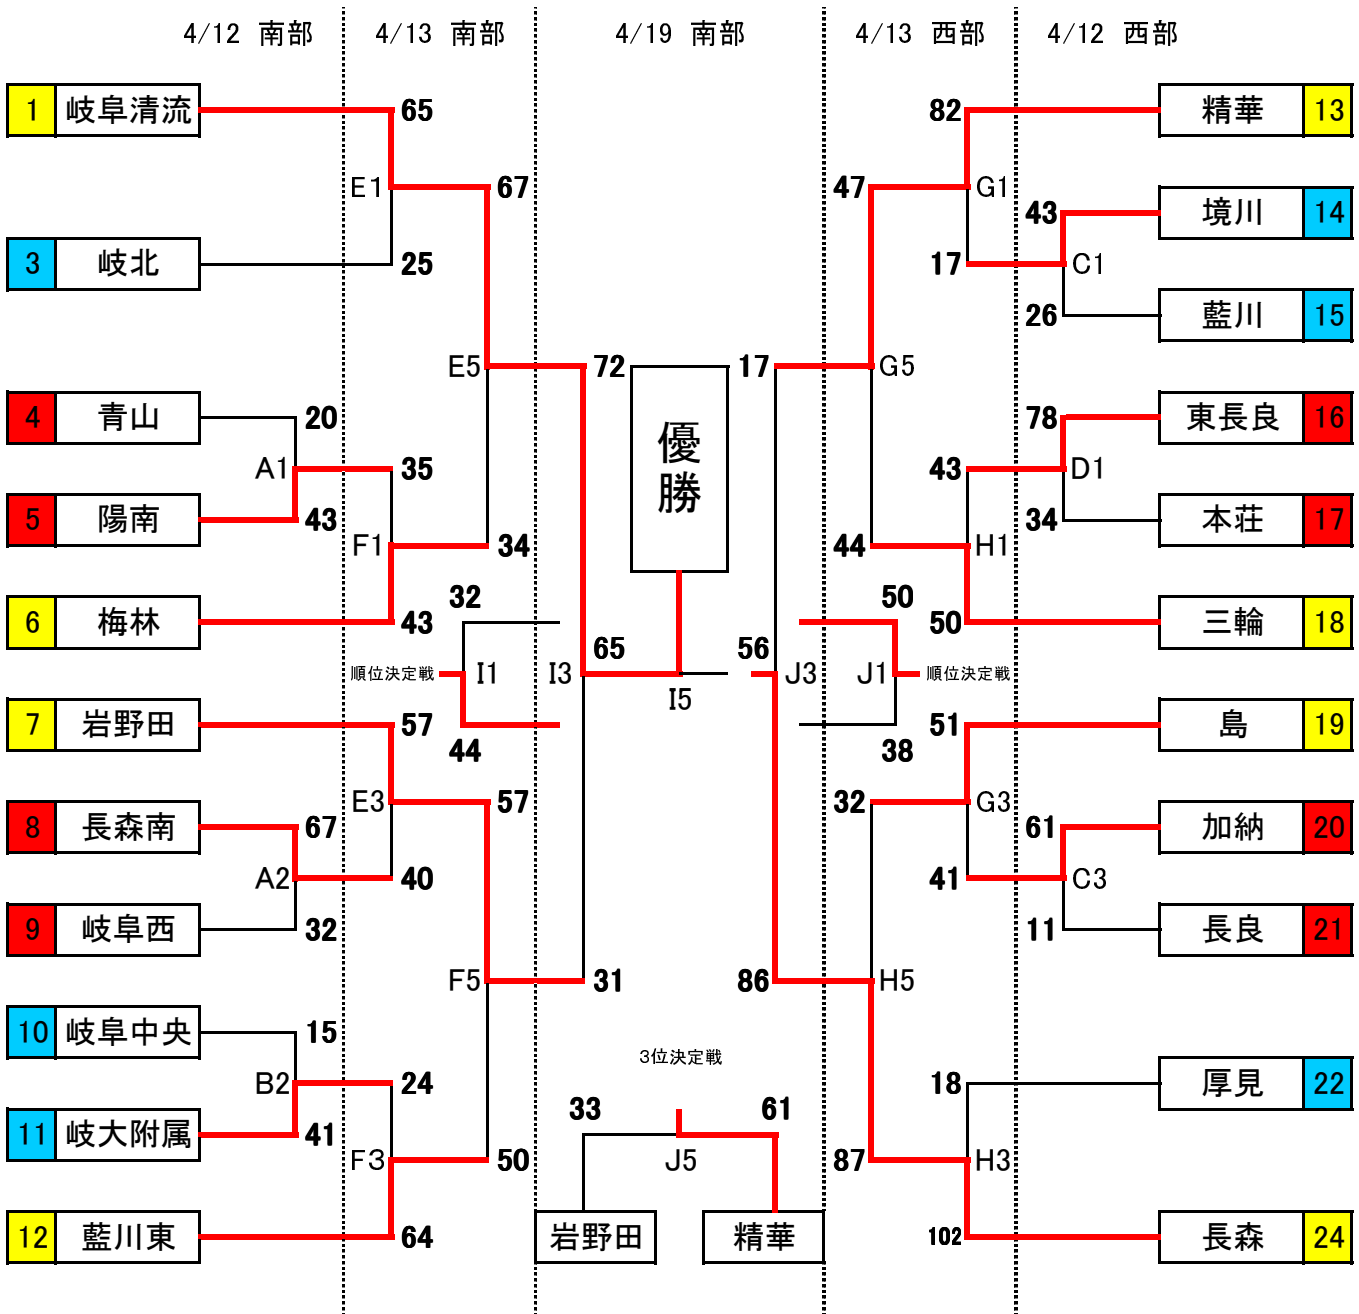 4/12 南部 4/13 南部 4/19 南部 4/13 西部 4/12 西部
1 岐阜清流 65 82 精華 13
E1 67 47 G1
43 境川 14
3 岐北 25 17 C1
26 藍川 15
E5 72 17 G5
4 青山 20 78 東長良 16
優勝
A1 35 43 D1
5 陽南 43 34 本荘 17
F1 34 44 H1
32 50
6 梅林 43 50 三輪 18
65 56
順位決定戦 I1 I3 I5 J3 J1 順位決定戦
7 岩野田 57 51 島 19
44 38
E3 57 32 G3
8 長森南 67 61 加納 20
A2 40 41 C3
9 岐阜西 32 11 長良 21
F5 31 86 H5
10 岐阜中央 15
3位決定戦
B2 24 18 厚見 22
33 61
11 岐大附属 41
F3 50 J5 87 H3
12 藍川東 64 岩野田 精華 102 長森 24